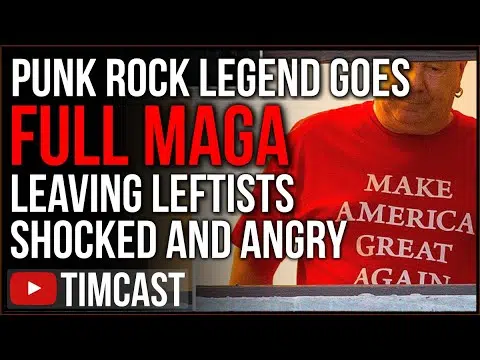 PUNK ROCK LEGEND GOES
FULL MAGA
LEAVING LEFTISTS
SHOCKED AND ANGRY
TIMCAST
MAKE
AMERICA
GREAT
AGAIN